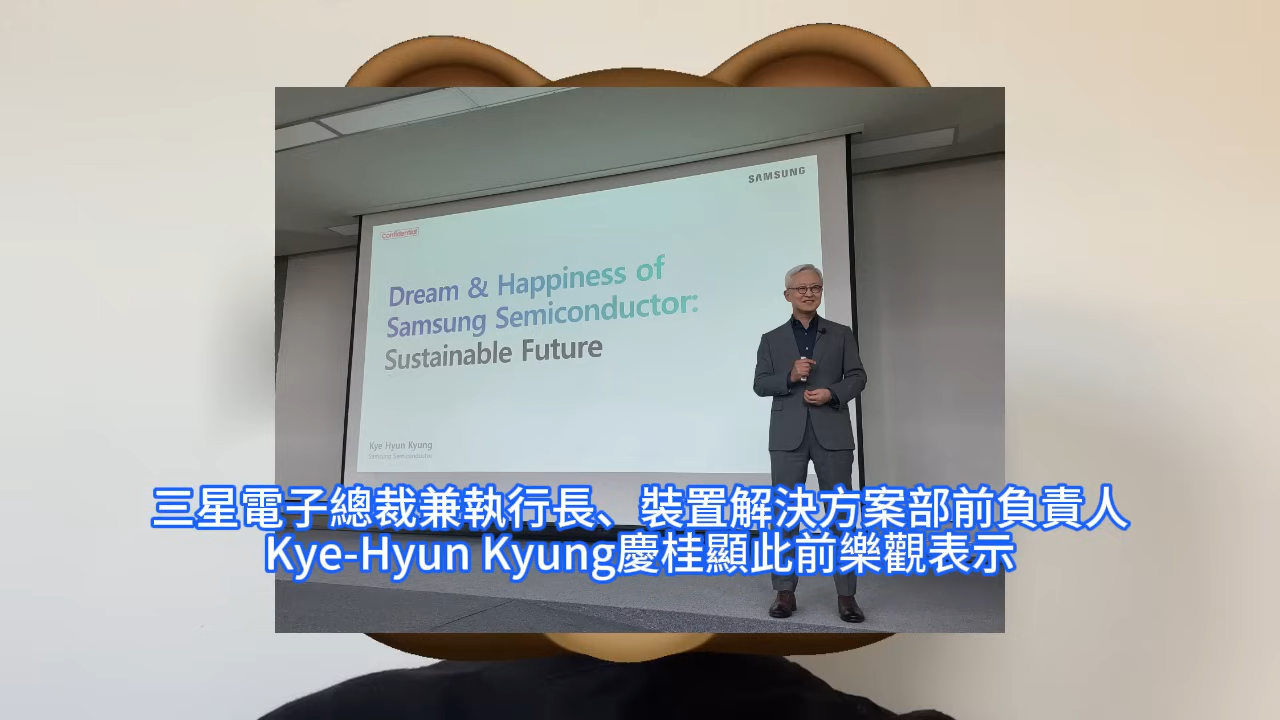 SAMSUNG
Confidential
Dream & Happiness of
Samsung Semiconductor:
Sustainable Future
Kye Hyun Kyung
Samsung Semiconductor
三星電子總裁兼執行長、裝置解決方案部前負責人
Kye-Hyun Kyung慶桂顯此前樂觀表示